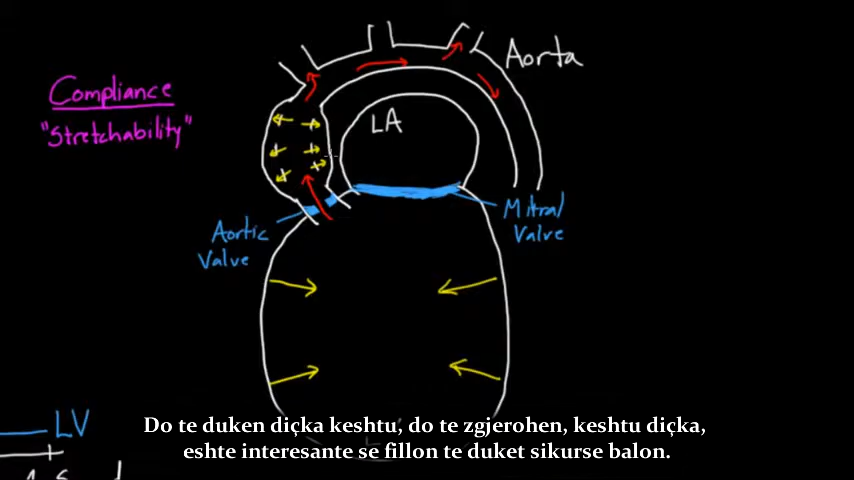 Aorta
Compliance
"Stretchability"
LA
Aortic
Valve
Mitral
Valve
LV
Do te duken diçka keshtu, do te zgjerohen, keshtu diçka,
eshte interesante se fillon te duket sikurse balon.